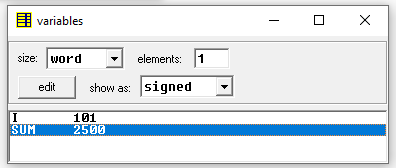 variables
size: word elements: 1
edit show as: signed
I 101
SUM 2500